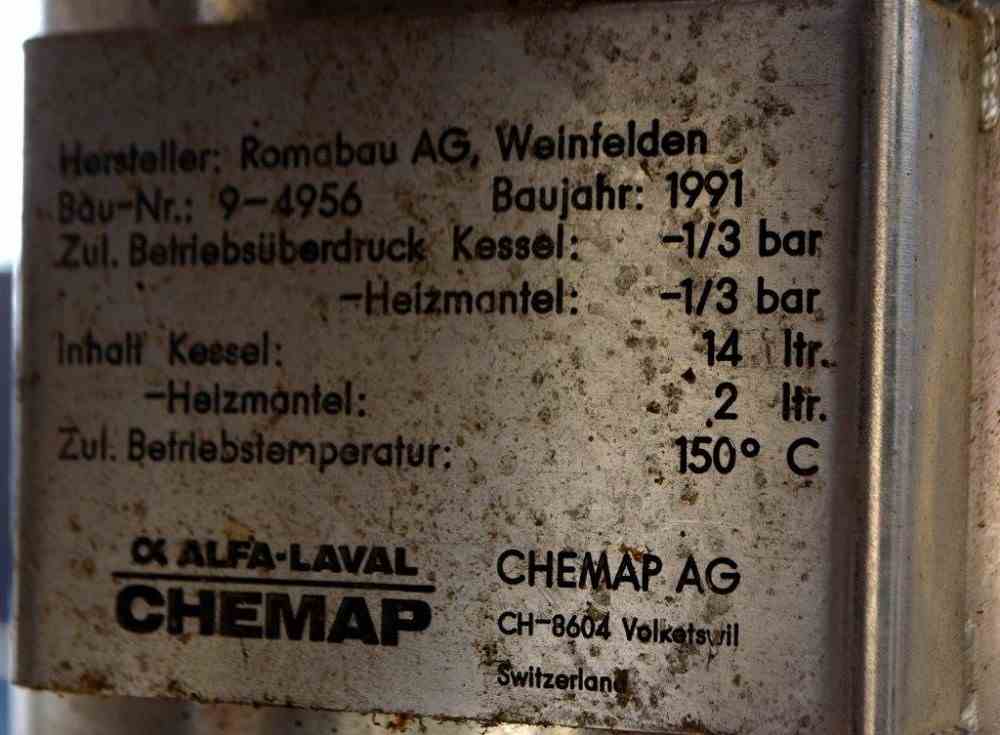 Hersteller: Romabau AG, Weinfelden
Bau-Nr.: 9-4956 Baujahr: 1991
Zul. Betriebsüberdruck Kessel: -1/3 bar
-Heizmantel: -1/3 bar
Inhalt Kessel: 14 ltr.
-Heizmantel: 2 ltr.
Zul. Betriebstemperatur: 150° C
α ALFA-LAVAL
CHEMAP
CHEMAP AG
CH-8604 Volketswil
Switzerland